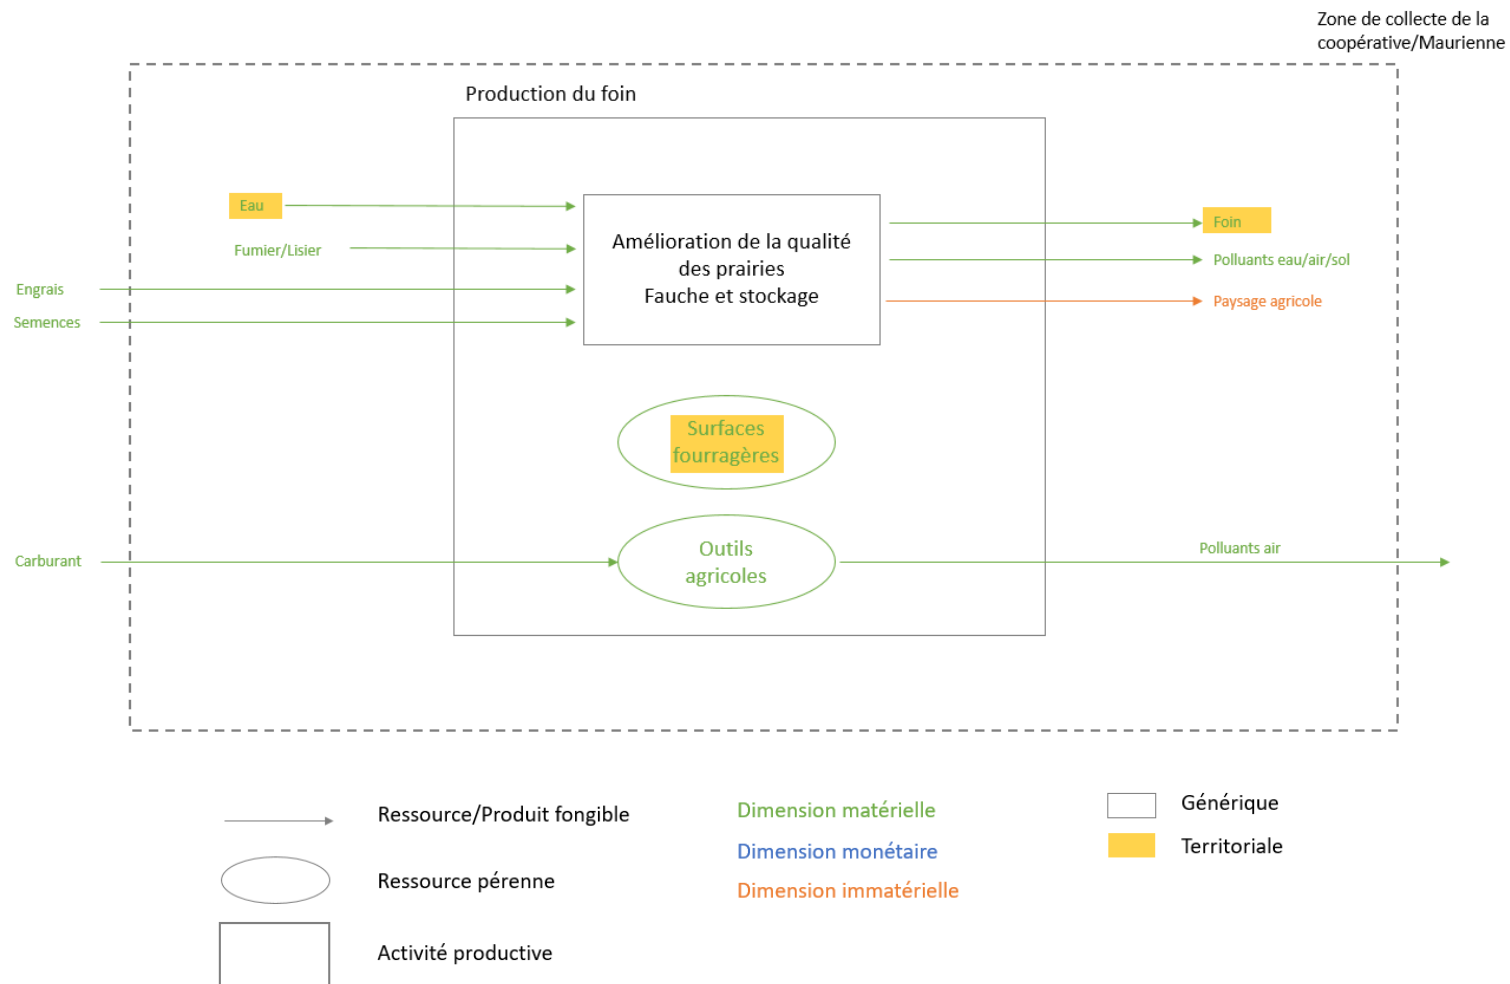 Zone de collecte de la
coopérative/Maurienne
Production du foin
Eau
Fumier/Lisier
Engrais
Semences
Amélioration de la qualité
des prairies
Fauche et stockage
Foin
Polluants eau/air/sol
Paysage agricole
Surfaces
fourragères
Carburant
Outils
agricoles
Polluants air
Ressource/Produit fongible
Ressource pérenne
Activité productive
Dimension matérielle
Dimension monétaire
Dimension immatérielle
Générique
Territoriale